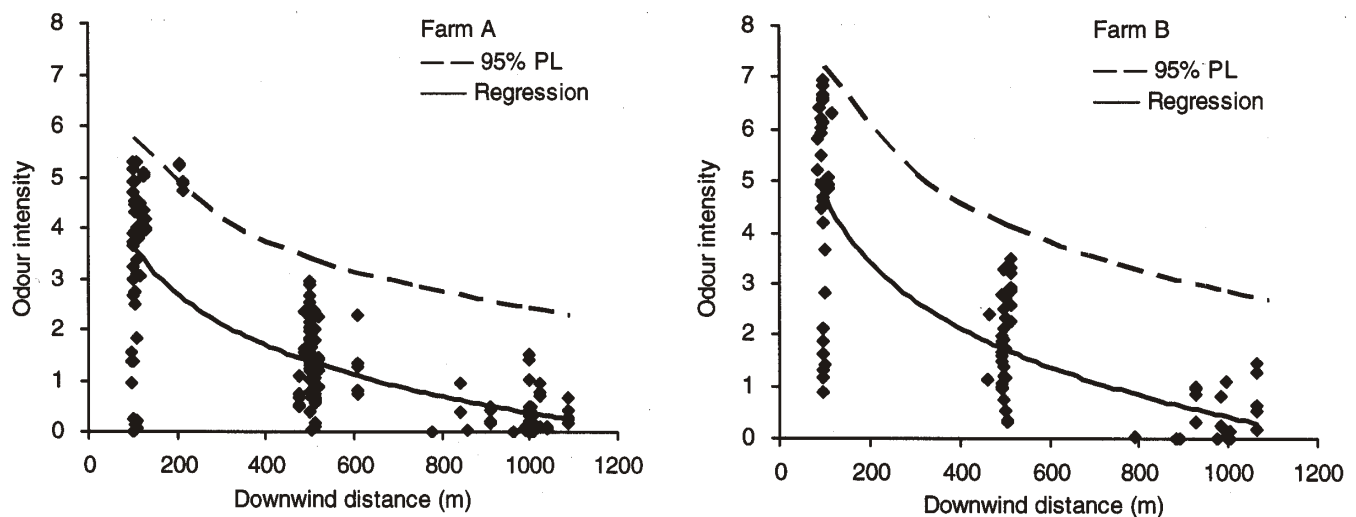 Farm A
95% PL
Regression
Odour intensity
8
7
6
5
4
3
2
1
0
0 200 400 600 800 1000 1200
Downwind distance (m)
Farm B
95% PL
Regression
Odour intensity
8
7
6
5
4
3
2
1
0
0 200 400 600 800 1000 1200
Downwind distance (m)